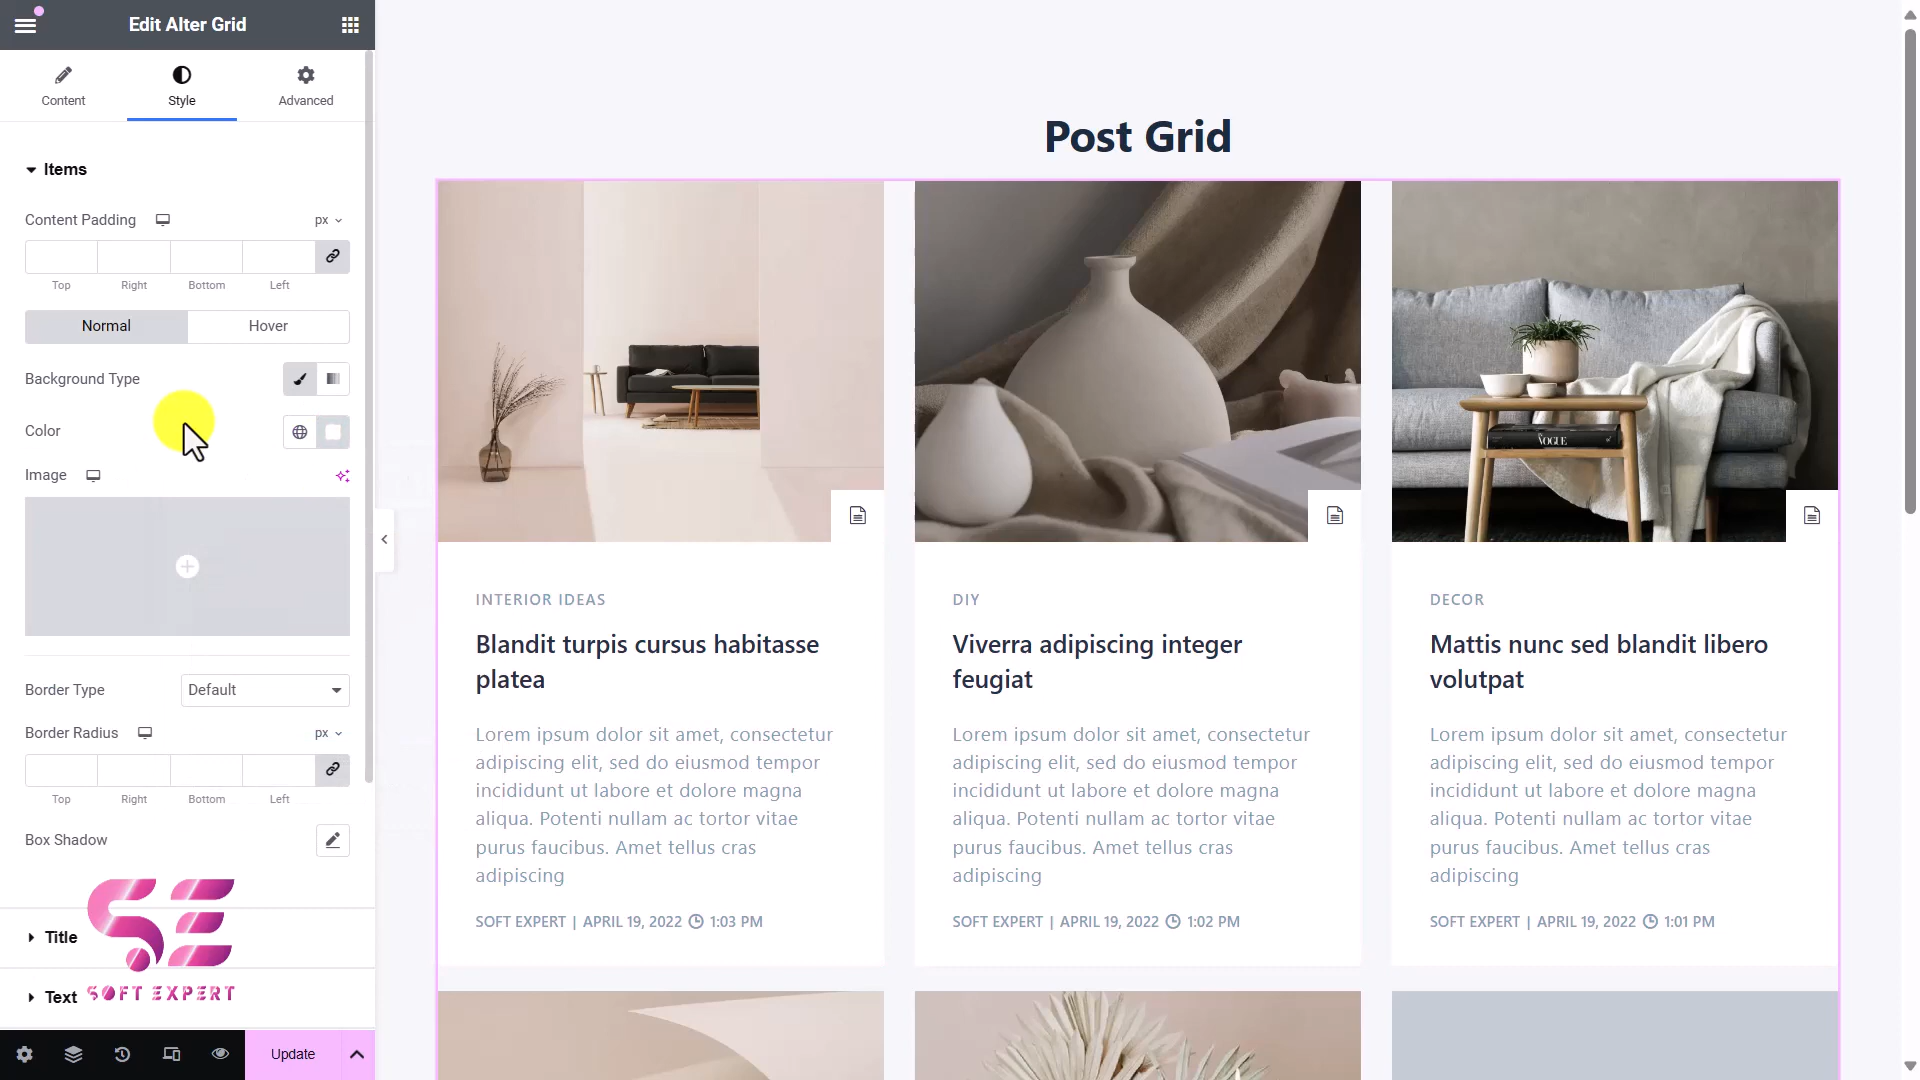 Edit Alter Grid
Content
Style
Advanced
Items
Content Padding
px
Top
Right
Bottom
Left
Normal
Hover
Background Type
Color
Image
Border Type
Default
Border Radius
px
Top
Right
Bottom
Left
Box Shadow
Title
Text
SOFT EXPERT
Update
Post Grid
VOGUE
INTERIOR IDEAS
Blandit turpis cursus habitasse
platea
Lorem ipsum dolor sit amet, consectetur
adipiscing elit, sed do eiusmod tempor
incididunt ut labore et dolore magna
aliqua. Potenti nullam ac tortor vitae
purus faucibus. Amet tellus cras
adipiscing
SOFT EXPERT | APRIL 19, 2022 1:03 PM
DIY
Viverra adipiscing integer
feugiat
Lorem ipsum dolor sit amet, consectetur
adipiscing elit, sed do eiusmod tempor
incididunt ut labore et dolore magna
aliqua. Potenti nullam ac tortor vitae
purus faucibus. Amet tellus cras
adipiscing
SOFT EXPERT | APRIL 19, 2022 1:02 PM
DECOR
Mattis nunc sed blandit libero
volutpat
Lorem ipsum dolor sit amet, consectetur
adipiscing elit, sed do eiusmod tempor
incididunt ut labore et dolore magna
aliqua. Potenti nullam ac tortor vitae
purus faucibus. Amet tellus cras
adipiscing
SOFT EXPERT | APRIL 19, 2022 1:01 PM